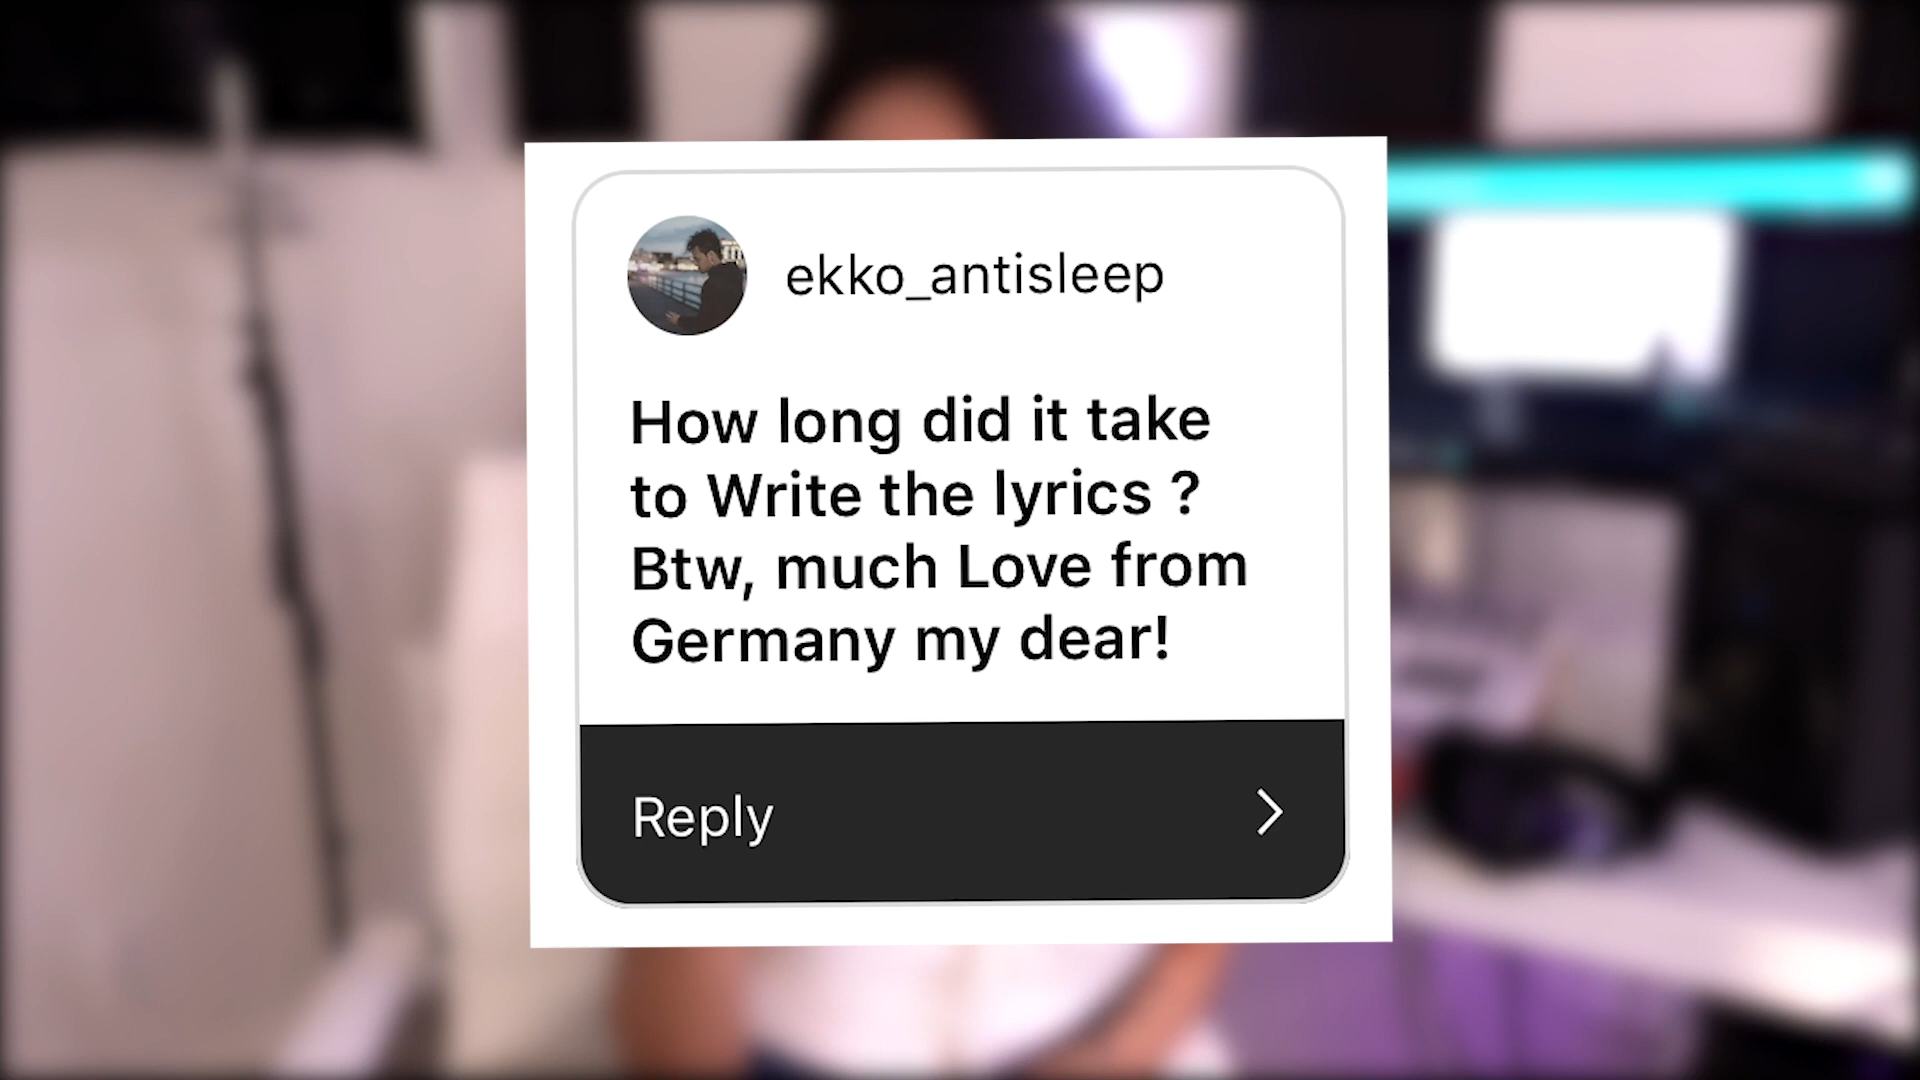 ekko_antisleep
How long did it take
to Write the lyrics ?
Btw, much Love from
Germany my dear!
Reply